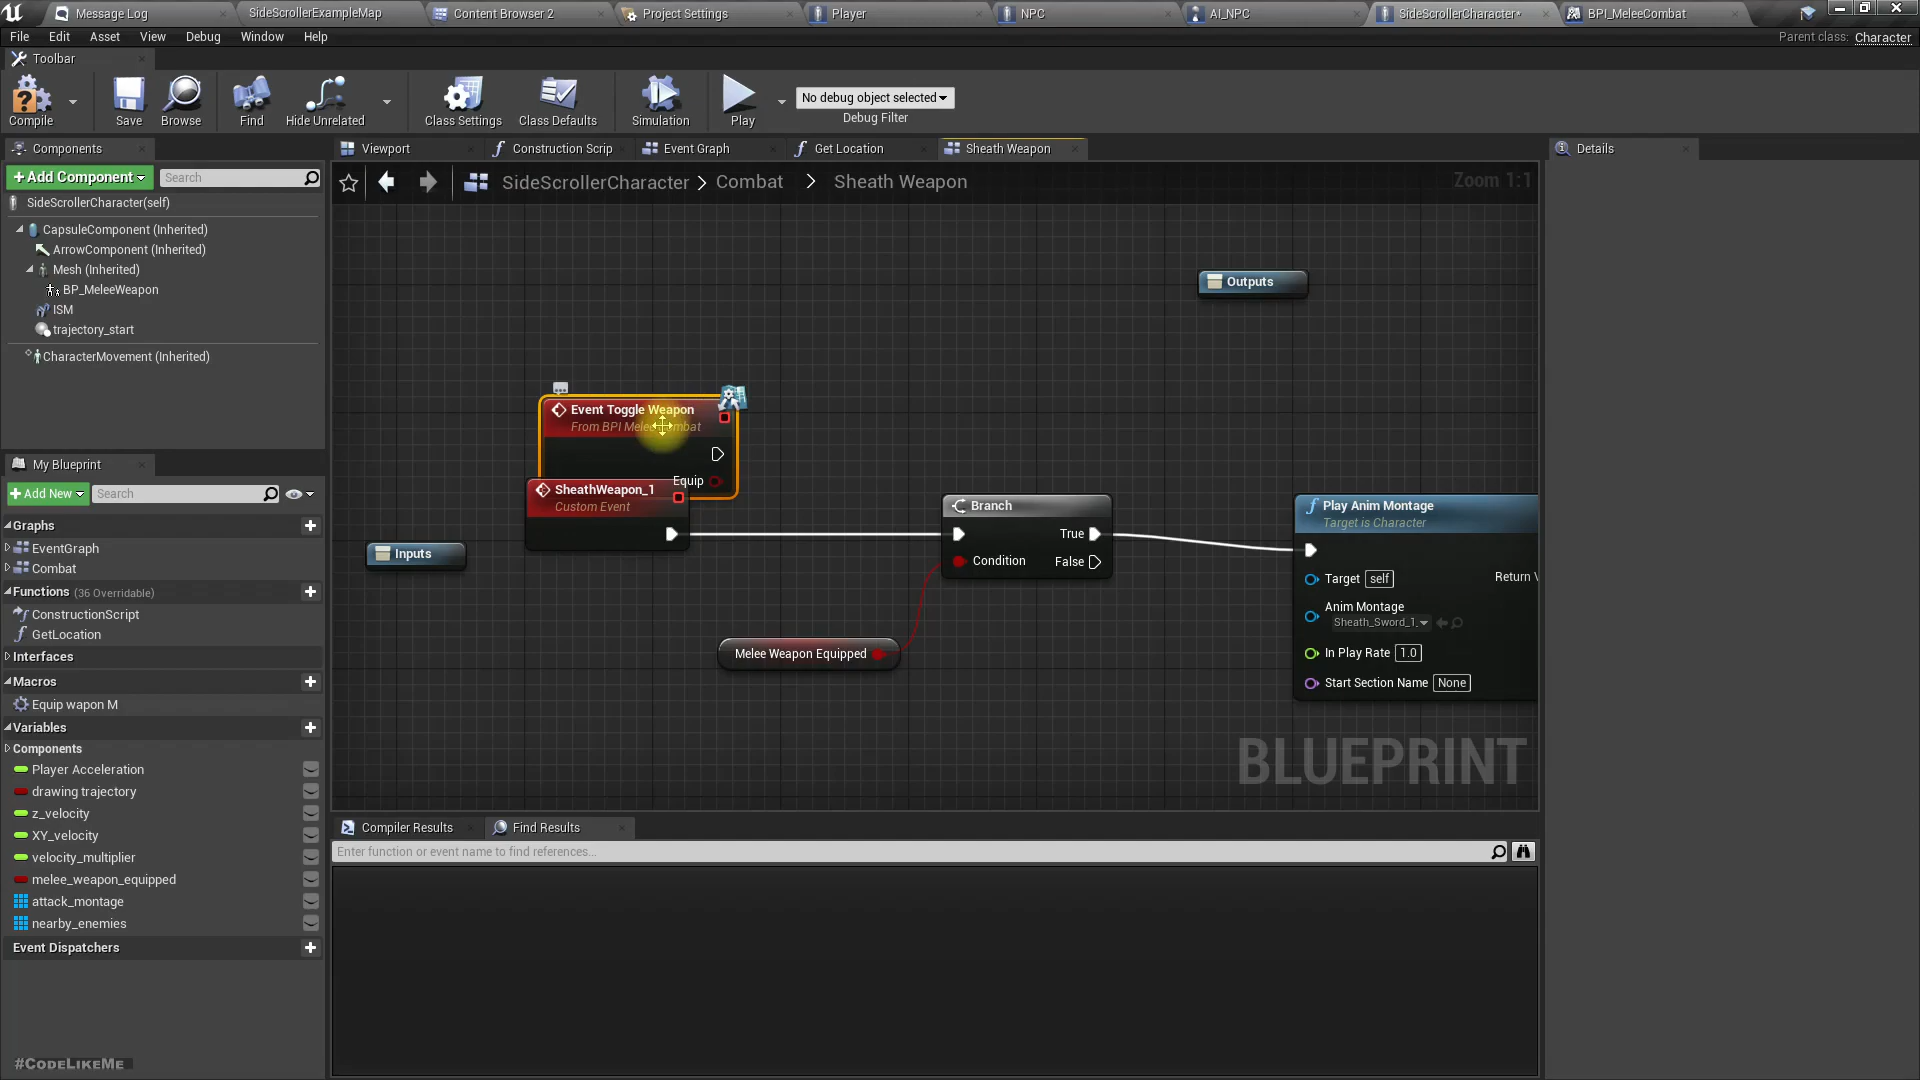 Message Log
SideScrollerExampleMap
Content Browser 2
Project Settings
Player
NPC
AI_NPC
SideScrollerCharacter*
BPI_MeleeCombat
File Edit Asset View Debug Window Help
Parent class: Character
Toolbar
Compile
Save
Browse
Find
Hide Unrelated
Class Settings
Class Defaults
Simulation
Play
No debug object selected
Debug Filter
Components
+ Add Component
Search
SideScrollerCharacter(self)
CapsuleComponent (Inherited)
ArrowComponent (Inherited)
Mesh (Inherited)
BP_MeleeWeapon
ISM
trajectory_start
CharacterMovement (Inherited)
My Blueprint
+ Add New
Search
Graphs
EventGraph
Combat
Functions (36 Overridable)
ConstructionScript
GetLocation
Interfaces
Macros
Equip wapon M
Variables
Components
Player Acceleration
drawing trajectory
z_velocity
XY_velocity
velocity_multiplier
melee_weapon_equipped
attack_montage
nearby_enemies
Event Dispatchers
#CodeLikeMe
Viewport
Construction Scrip
Event Graph
Get Location
Sheath Weapon
SideScrollerCharacter > Combat > Sheath Weapon
Zoom 1:1
Outputs
Event Toggle Weapon
From BPI Melee Combat
Equip
SheathWeapon_1
Custom Event
Inputs
Branch
True
Condition
False
Melee Weapon Equipped
Play Anim Montage
Target is Character
Target self
Return V
Anim Montage
Sheath_Sword_1_
In Play Rate 1.0
Start Section Name None
BLUEPRINT
Compiler Results
Find Results
Enter function or event name to find references...
Details